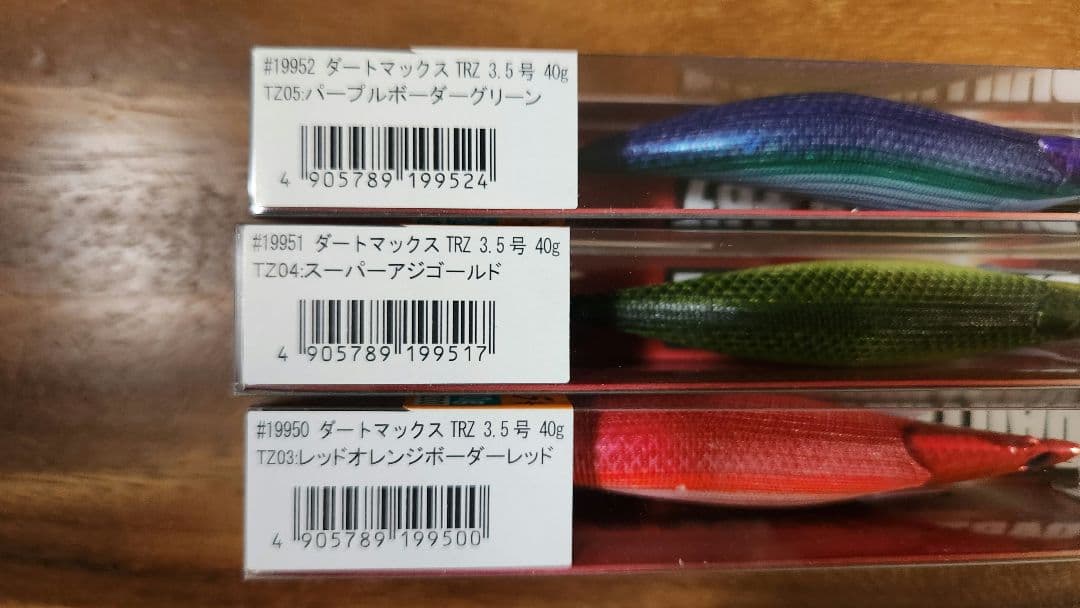 #19952 ダートマックス TRZ 3.5号 40g
TZ05:パープルボーダーグリーン
4 905789 199524
#19951 ダートマックス TRZ 3.5号 40g
TZ04:スーパーアジゴールド
4 905789 199517
#19950 ダートマックス TRZ 3.5号 40g
TZ03:レッドオレンジボーダーレッド
4 905789 199500